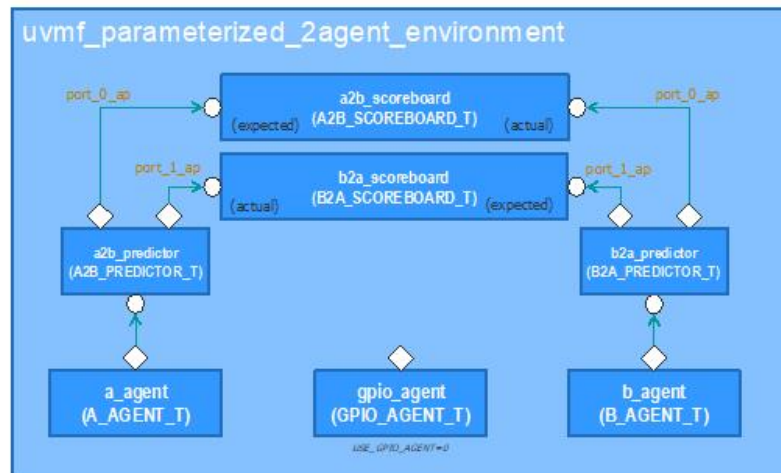 uvmf_parameterized_2agent_environment
port_0_ap
a2b_scoreboard
port_0_ap
(expected)
(A2B_SCOREBOARD_T)
(actual)
port_1_ap
b2a_scoreboard
port_1_ap
(actual)
(B2A_SCOREBOARD_T)
(expected)
a2b_predictor
(A2B_PREDICTOR_T)
b2a_predictor
(B2A_PREDICTOR_T)
a_agent
(A_AGENT_T)
gpio_agent
(GPIO_AGENT_T)
b_agent
(B_AGENT_T)
USE_GPIO_AGENT=0